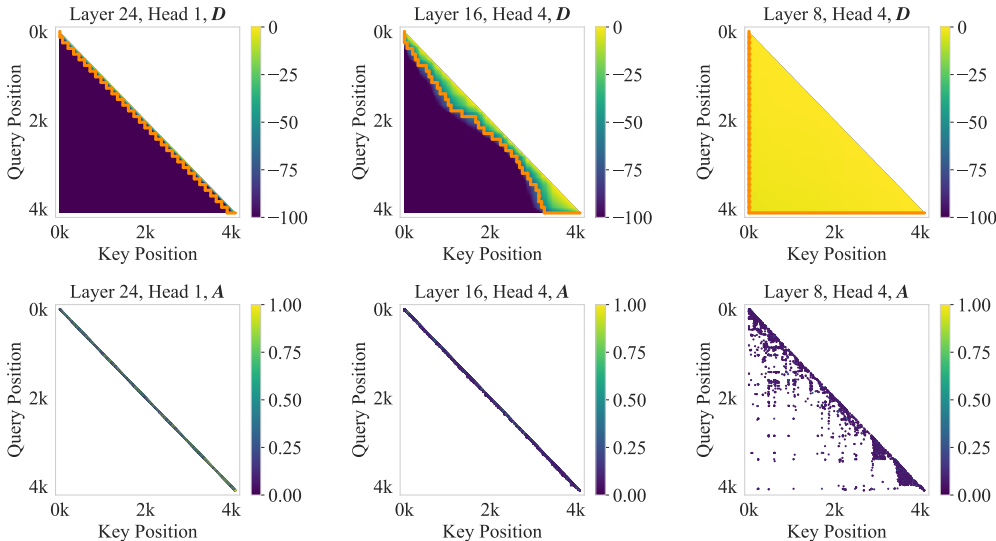 Layer 24, Head 1, D
0k
2k
4k
Query Position
0k
2k
4k
Key Position
0
−25
−50
−75
−100
Layer 16, Head 4, D
0k
2k
4k
Query Position
0k
2k
4k
Key Position
0
−25
−50
−75
−100
Layer 8, Head 4, D
0k
2k
4k
Query Position
0k
2k
4k
Key Position
0
−25
−50
−75
−100
Layer 24, Head 1, A
0k
2k
4k
Query Position
0k
2k
4k
Key Position
1.00
0.75
0.50
0.25
0.00
Layer 16, Head 4, A
0k
2k
4k
Query Position
0k
2k
4k
Key Position
1.00
0.75
0.50
0.25
0.00
Layer 8, Head 4, A
0k
2k
4k
Query Position
0k
2k
4k
Key Position
1.00
0.75
0.50
0.25
0.00